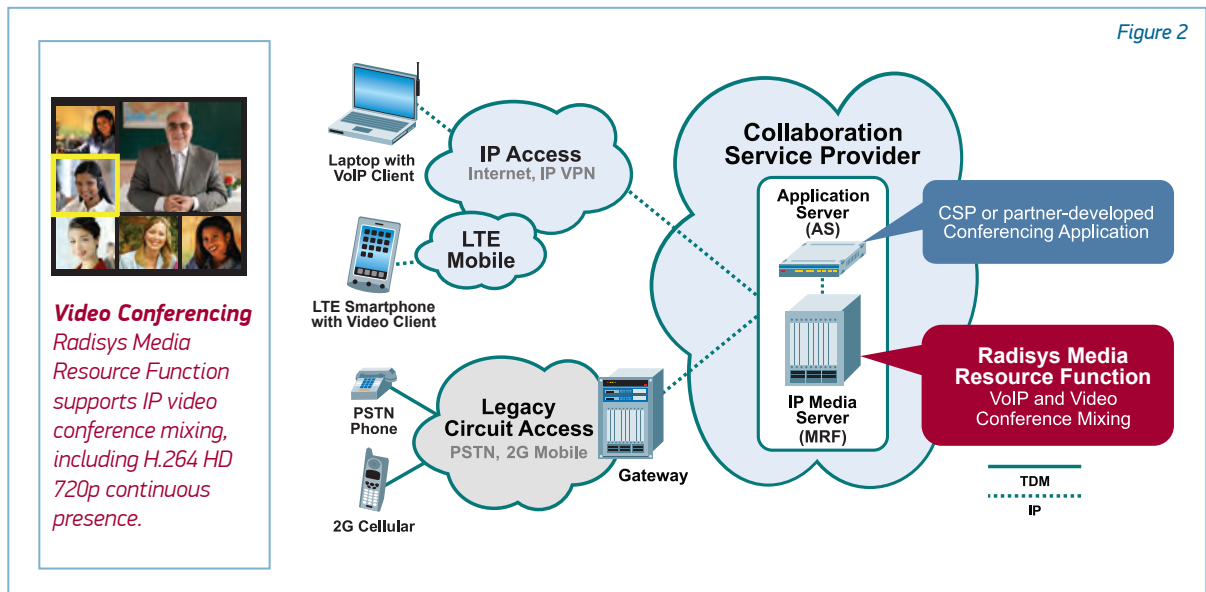 Figure 2
Video Conferencing
Radisys Media
Resource Function
supports IP video
conference mixing,
including H.264 HD
720p continuous
presence.
Laptop with
VoIP Client
IP Access
Internet, IP VPN
LTE
Mobile
LTE Smartphone
with Video Client
PSTN
Phone
Legacy
Circuit Access
PSTN, 2G Mobile
Gateway
2G Cellular
Collaboration
Service Provider
Application
Server
(AS)
IP Media
Server
(MRF)
CSP or partner-developed
Conferencing Application
Radisys Media
Resource Function
VoIP and Video
Conference Mixing
TDM
IP